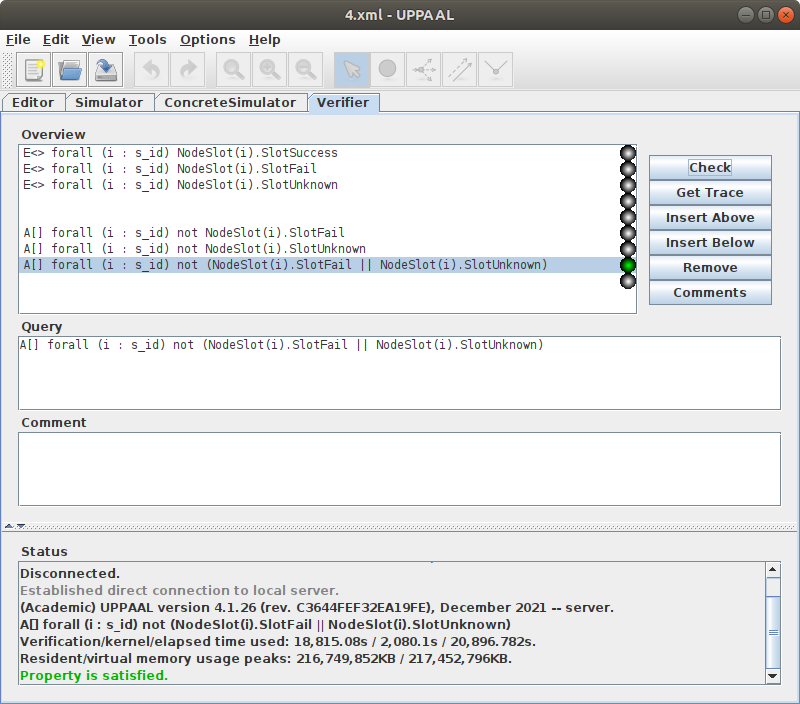 4.xml - UPPAAL
File Edit View Tools Options Help
Editor Simulator ConcreteSimulator Verifier
Overview
E<> forall (i : s_id) NodeSlot(i).SlotSuccess
E<> forall (i : s_id) NodeSlot(i).SlotFail
E<> forall (i : s_id) NodeSlot(i).SlotUnknown
A[] forall (i : s_id) not NodeSlot(i).SlotFail
A[] forall (i : s_id) not NodeSlot(i).SlotUnknown
A[] forall (i : s_id) not (NodeSlot(i).SlotFail || NodeSlot(i).SlotUnknown)
Check
Get Trace
Insert Above
Insert Below
Remove
Comments
Query
A[] forall (i : s_id) not (NodeSlot(i).SlotFail || NodeSlot(i).SlotUnknown)
Comment
Status
Disconnected.
Established direct connection to local server.
(Academic) UPPAAL version 4.1.26 (rev. C3644FEF32EA19FE), December 2021 -- server.
A[] forall (i : s_id) not (NodeSlot(i).SlotFail || NodeSlot(i).SlotUnknown)
Verification/kernel/elapsed time used: 18,815.08s / 2,080.1s / 20,896.782s.
Resident/virtual memory usage peaks: 216,749,852KB / 217,452,796KB.
Property is satisfied.